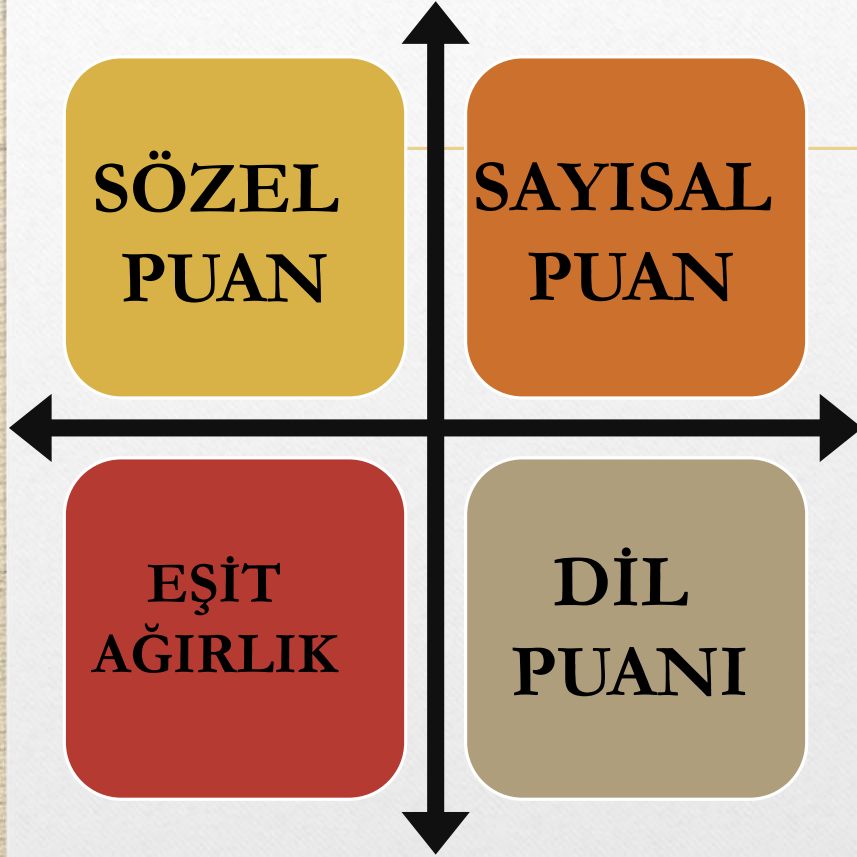 SÖZEL
PUAN
SAYISAL
PUAN
EŞİT
AĞIRLIK
DİL
PUANI